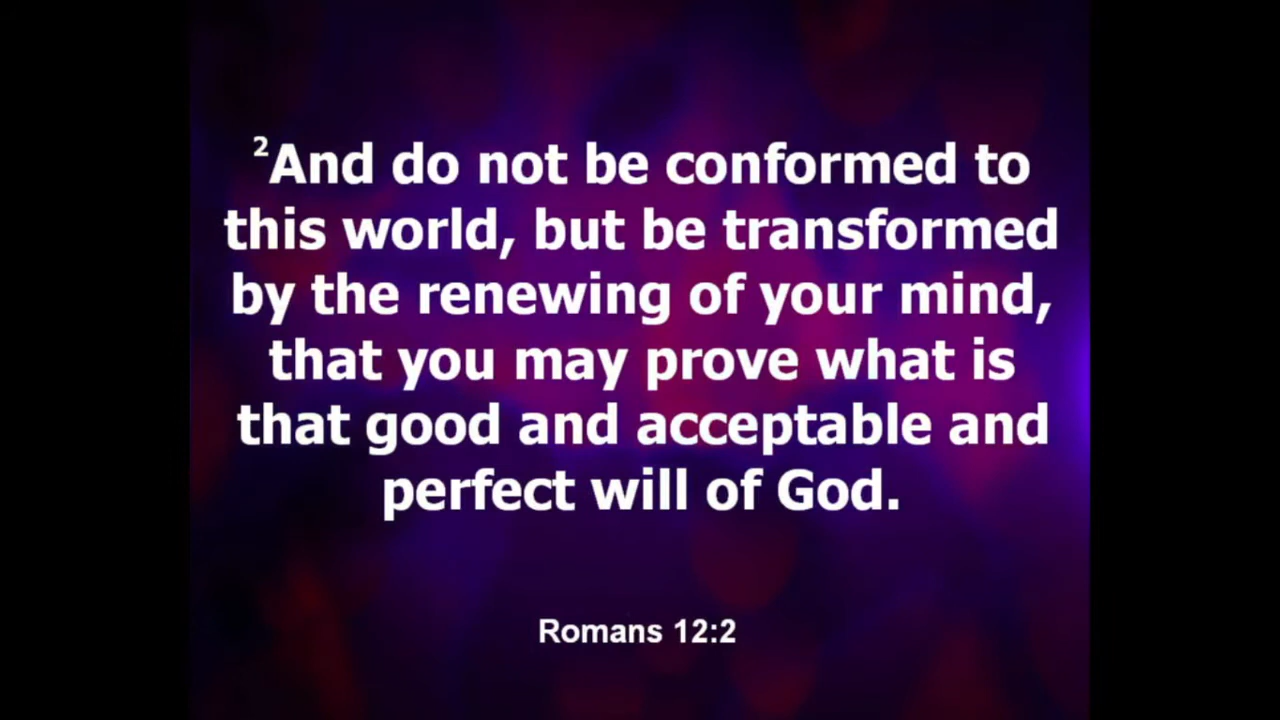 ²And do not be conformed to
this world, but be transformed
by the renewing of your mind,
that you may prove what is
that good and acceptable and
perfect will of God.
Romans 12:2